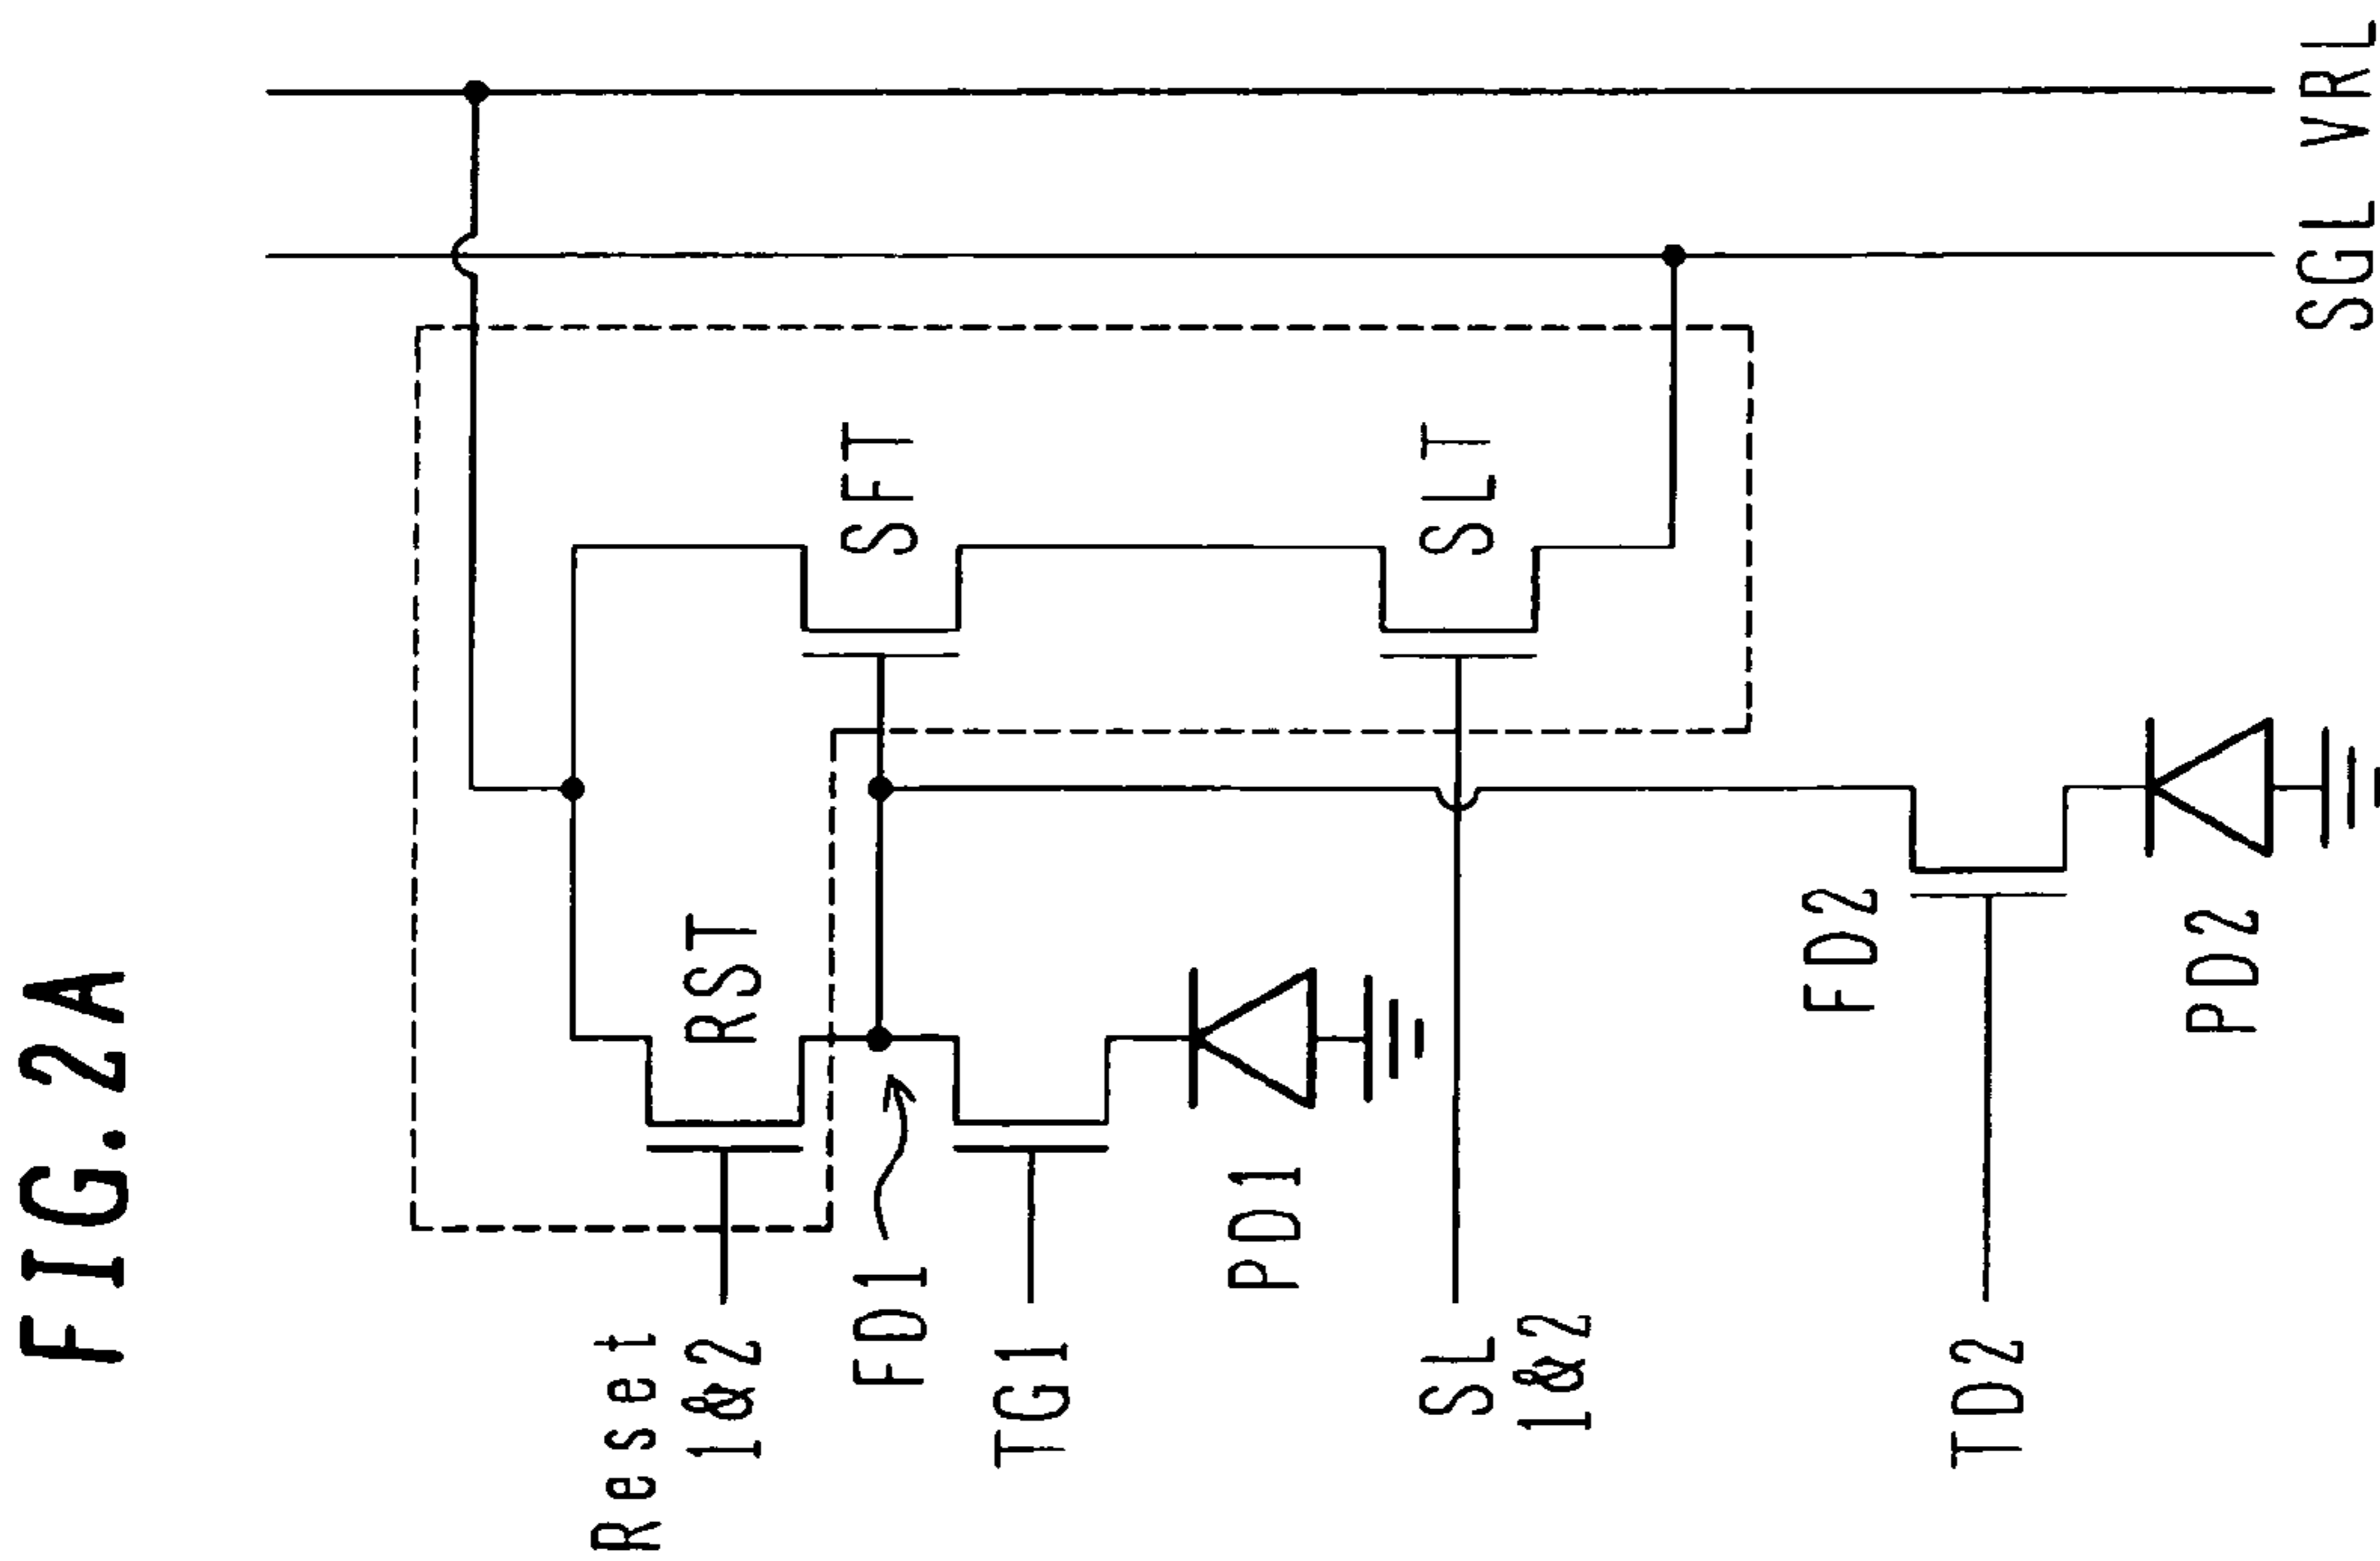 FIG. 2A
Reset
1&2
RST
SFT
FD1
TG1
PD1
SL
1&2
SLT
FD2
TD2
PD2
SGL VRL